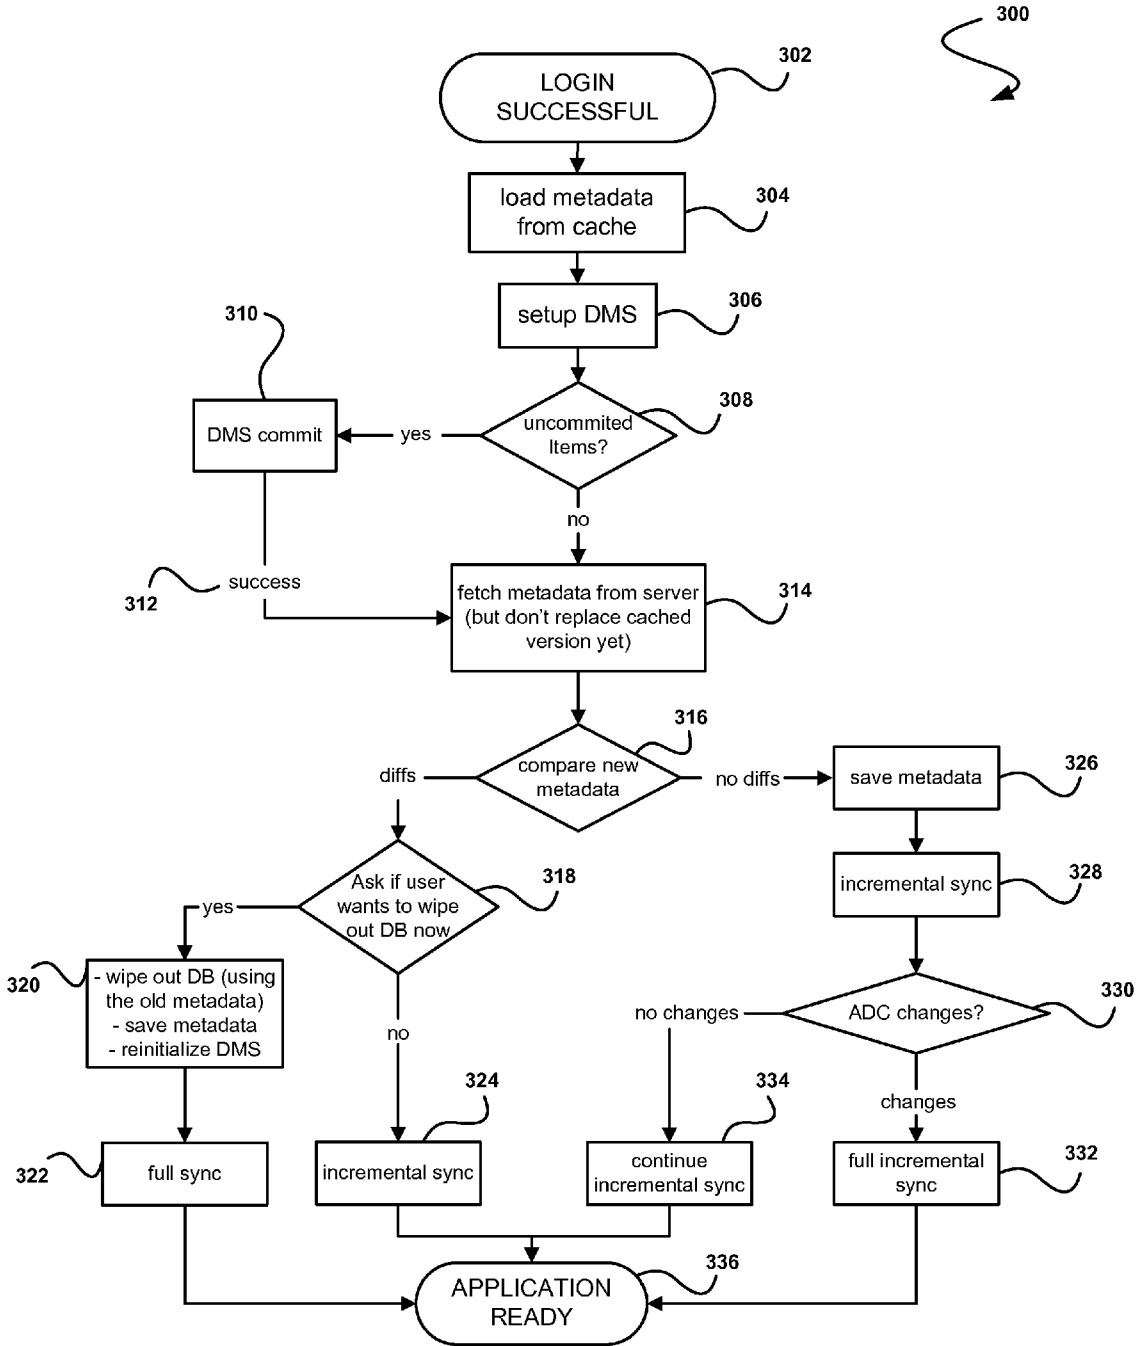 300
302
LOGIN
SUCCESSFUL
load metadata
from cache
304
setup DMS
306
310
308
uncommited
Items?
yes
DMS commit
no
success
312
fetch metadata from server
(but don't replace cached
version yet)
314
316
compare new
metadata
diffs
no diffs
save metadata
326
318
Ask if user
wants to wipe
out DB now
incremental sync
328
yes
320
- wipe out DB (using
the old metadata)
- save metadata
- reinitialize DMS
no
no changes
ADC changes?
330
changes
322
full sync
324
incremental sync
334
continue
incremental sync
full incremental
sync
332
336
APPLICATION
READY